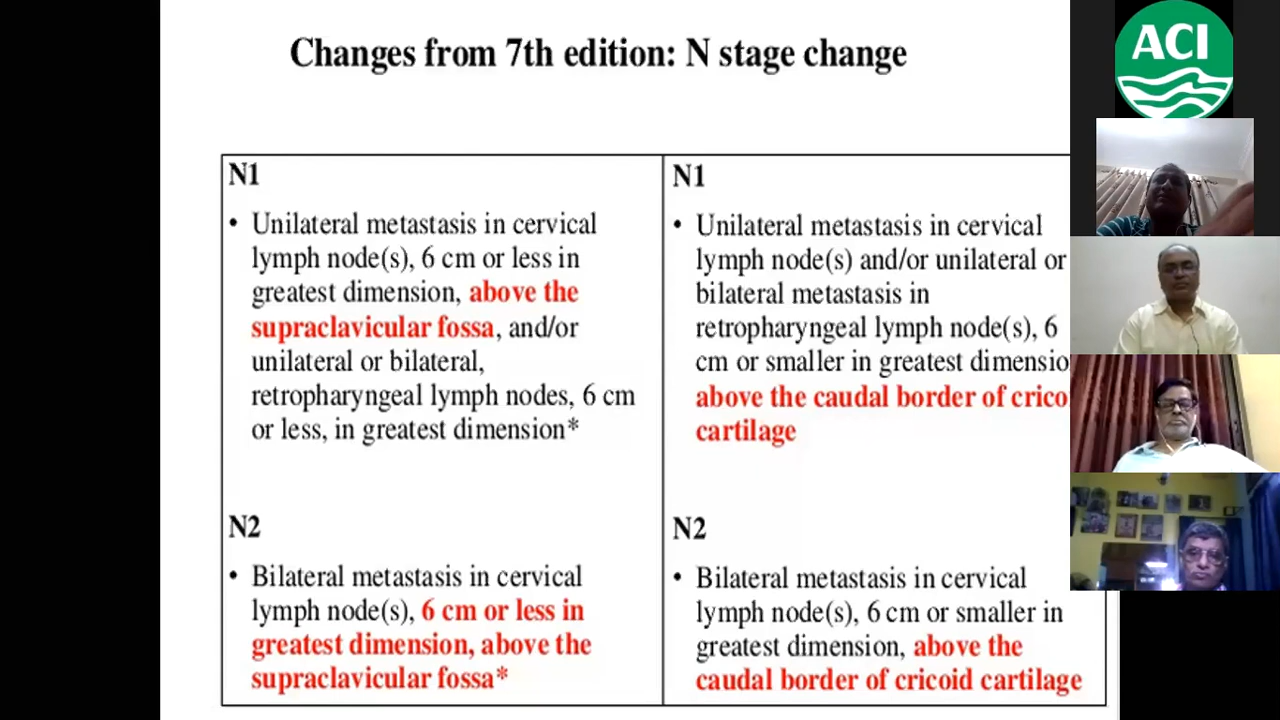 Changes from 7th edition: N stage change
N1
• Unilateral metastasis in cervical
lymph node(s), 6 cm or less in
greatest dimension, above the
supraclavicular fossa, and/or
unilateral or bilateral,
retropharyngeal lymph nodes, 6 cm
or less, in greatest dimension*
N2
• Bilateral metastasis in cervical
lymph node(s), 6 cm or less in
greatest dimension, above the
supraclavicular fossa*
N1
• Unilateral metastasis in cervical
lymph node(s) and/or unilateral or
bilateral metastasis in
retropharyngeal lymph node(s), 6
cm or smaller in greatest dimensio
above the caudal border of crico
cartilage
N2
• Bilateral metastasis in cervical
lymph node(s), 6 cm or smaller in
greatest dimension, above the
caudal border of cricoid cartilage
ACI